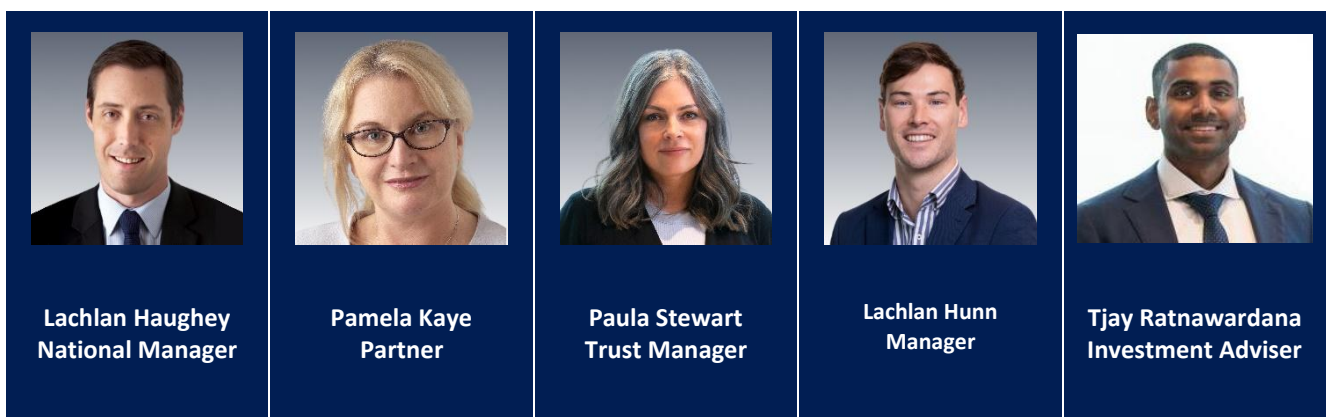 Lachlan Haughey
National Manager
Pamela Kaye
Partner
Paula Stewart
Trust Manager
Lachlan Hunn
Manager
Tjay Ratnawardana
Investment Adviser